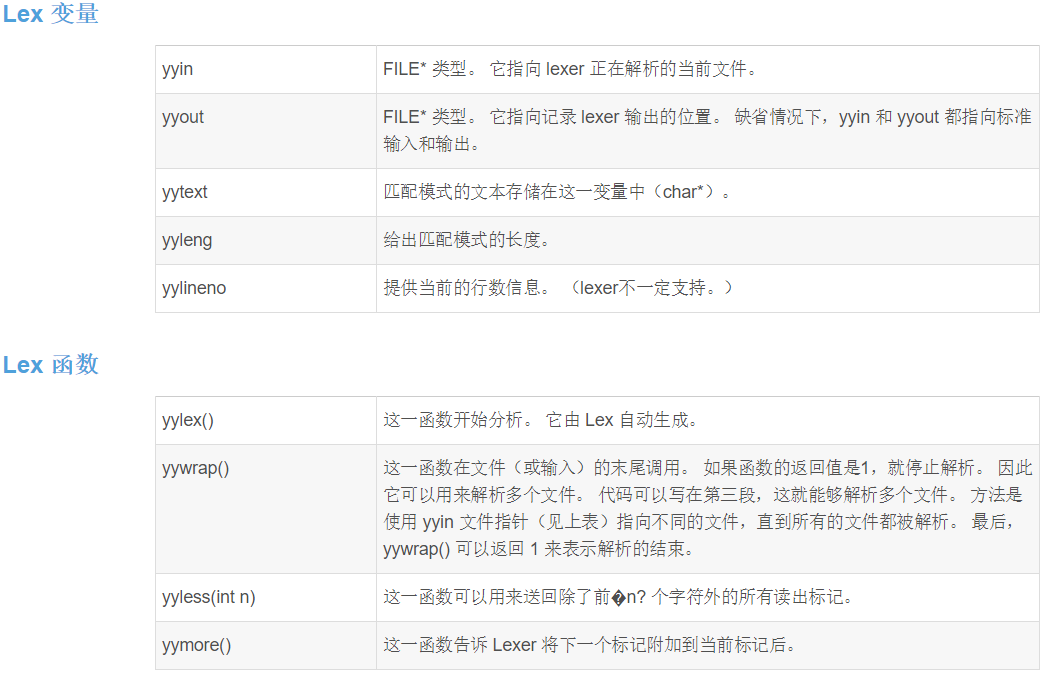 Lex 变量
yyin
FILE* 类型。 它指向 lexer 正在解析的当前文件。
yyout
FILE* 类型。 它指向记录 lexer 输出的位置。 缺省情况下，yyin 和 yyout 都指向标准
输入和输出。
yytext
匹配模式的文本存储在这一变量中（char*）。
yyleng
给出匹配模式的长度。
yylineno
提供当前的行数信息。 （lexer不一定支持。）
Lex 函数
yylex()
这一函数开始分析。 它由 Lex 自动生成。
yywrap()
这一函数在文件（或输入）的末尾调用。 如果函数的返回值是1，就停止解析。 因此
它可以用来解析多个文件。 代码可以写在第三段，这就能够解析多个文件。 方法是
使用 yyin 文件指针（见上表）指向不同的文件，直到所有的文件都被解析。 最后，
yywrap() 可以返回 1 来表示解析的结束。
yyless(int n)
这一函数可以用来送回除了前�n? 个字符外的所有读出标记。
yymore()
这一函数告诉 Lexer 将下一个标记附加到当前标记后。